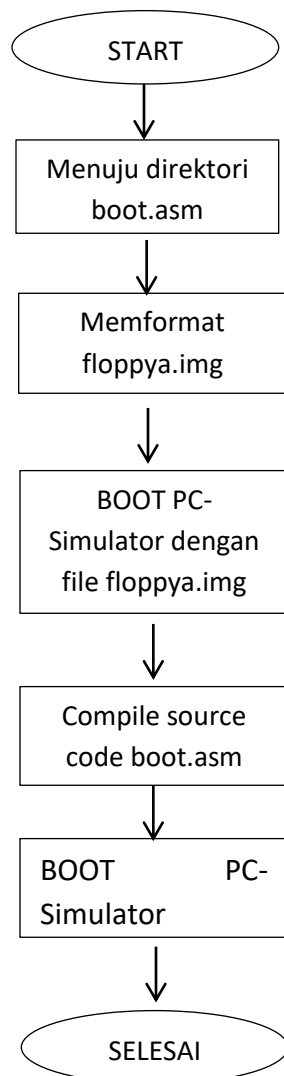 START
Menuju direktori
boot.asm
Memformat
floppya.img
BOOT PC-
Simulator dengan
file floppya.img
Compile source
code boot.asm
BOOT PC-
Simulator
SELESAI